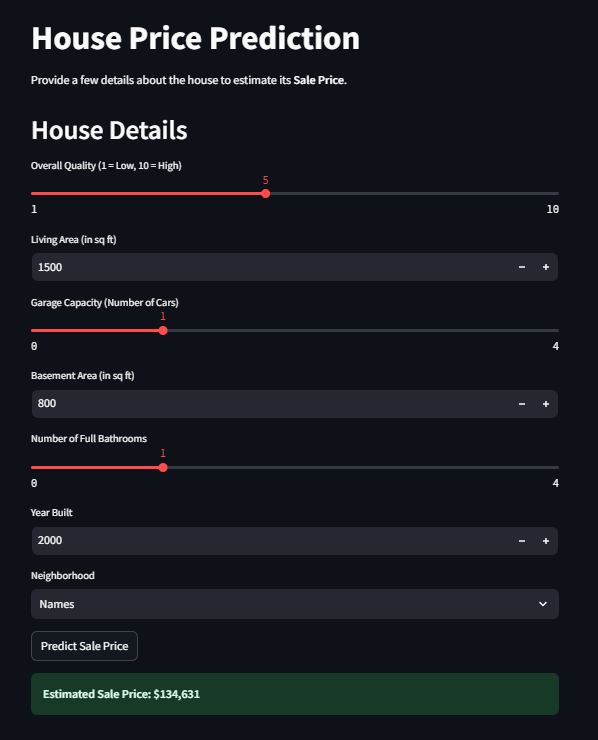 House Price Prediction
Provide a few details about the house to estimate its Sale Price.
House Details
Overall Quality (1 = Low, 10 = High)
5
1 10
Living Area (in sq ft)
1500 − +
Garage Capacity (Number of Cars)
1
0 4
Basement Area (in sq ft)
800 − +
Number of Full Bathrooms
1
0 4
Year Built
2000 − +
Neighborhood
Names
Predict Sale Price
Estimated Sale Price: $134,631